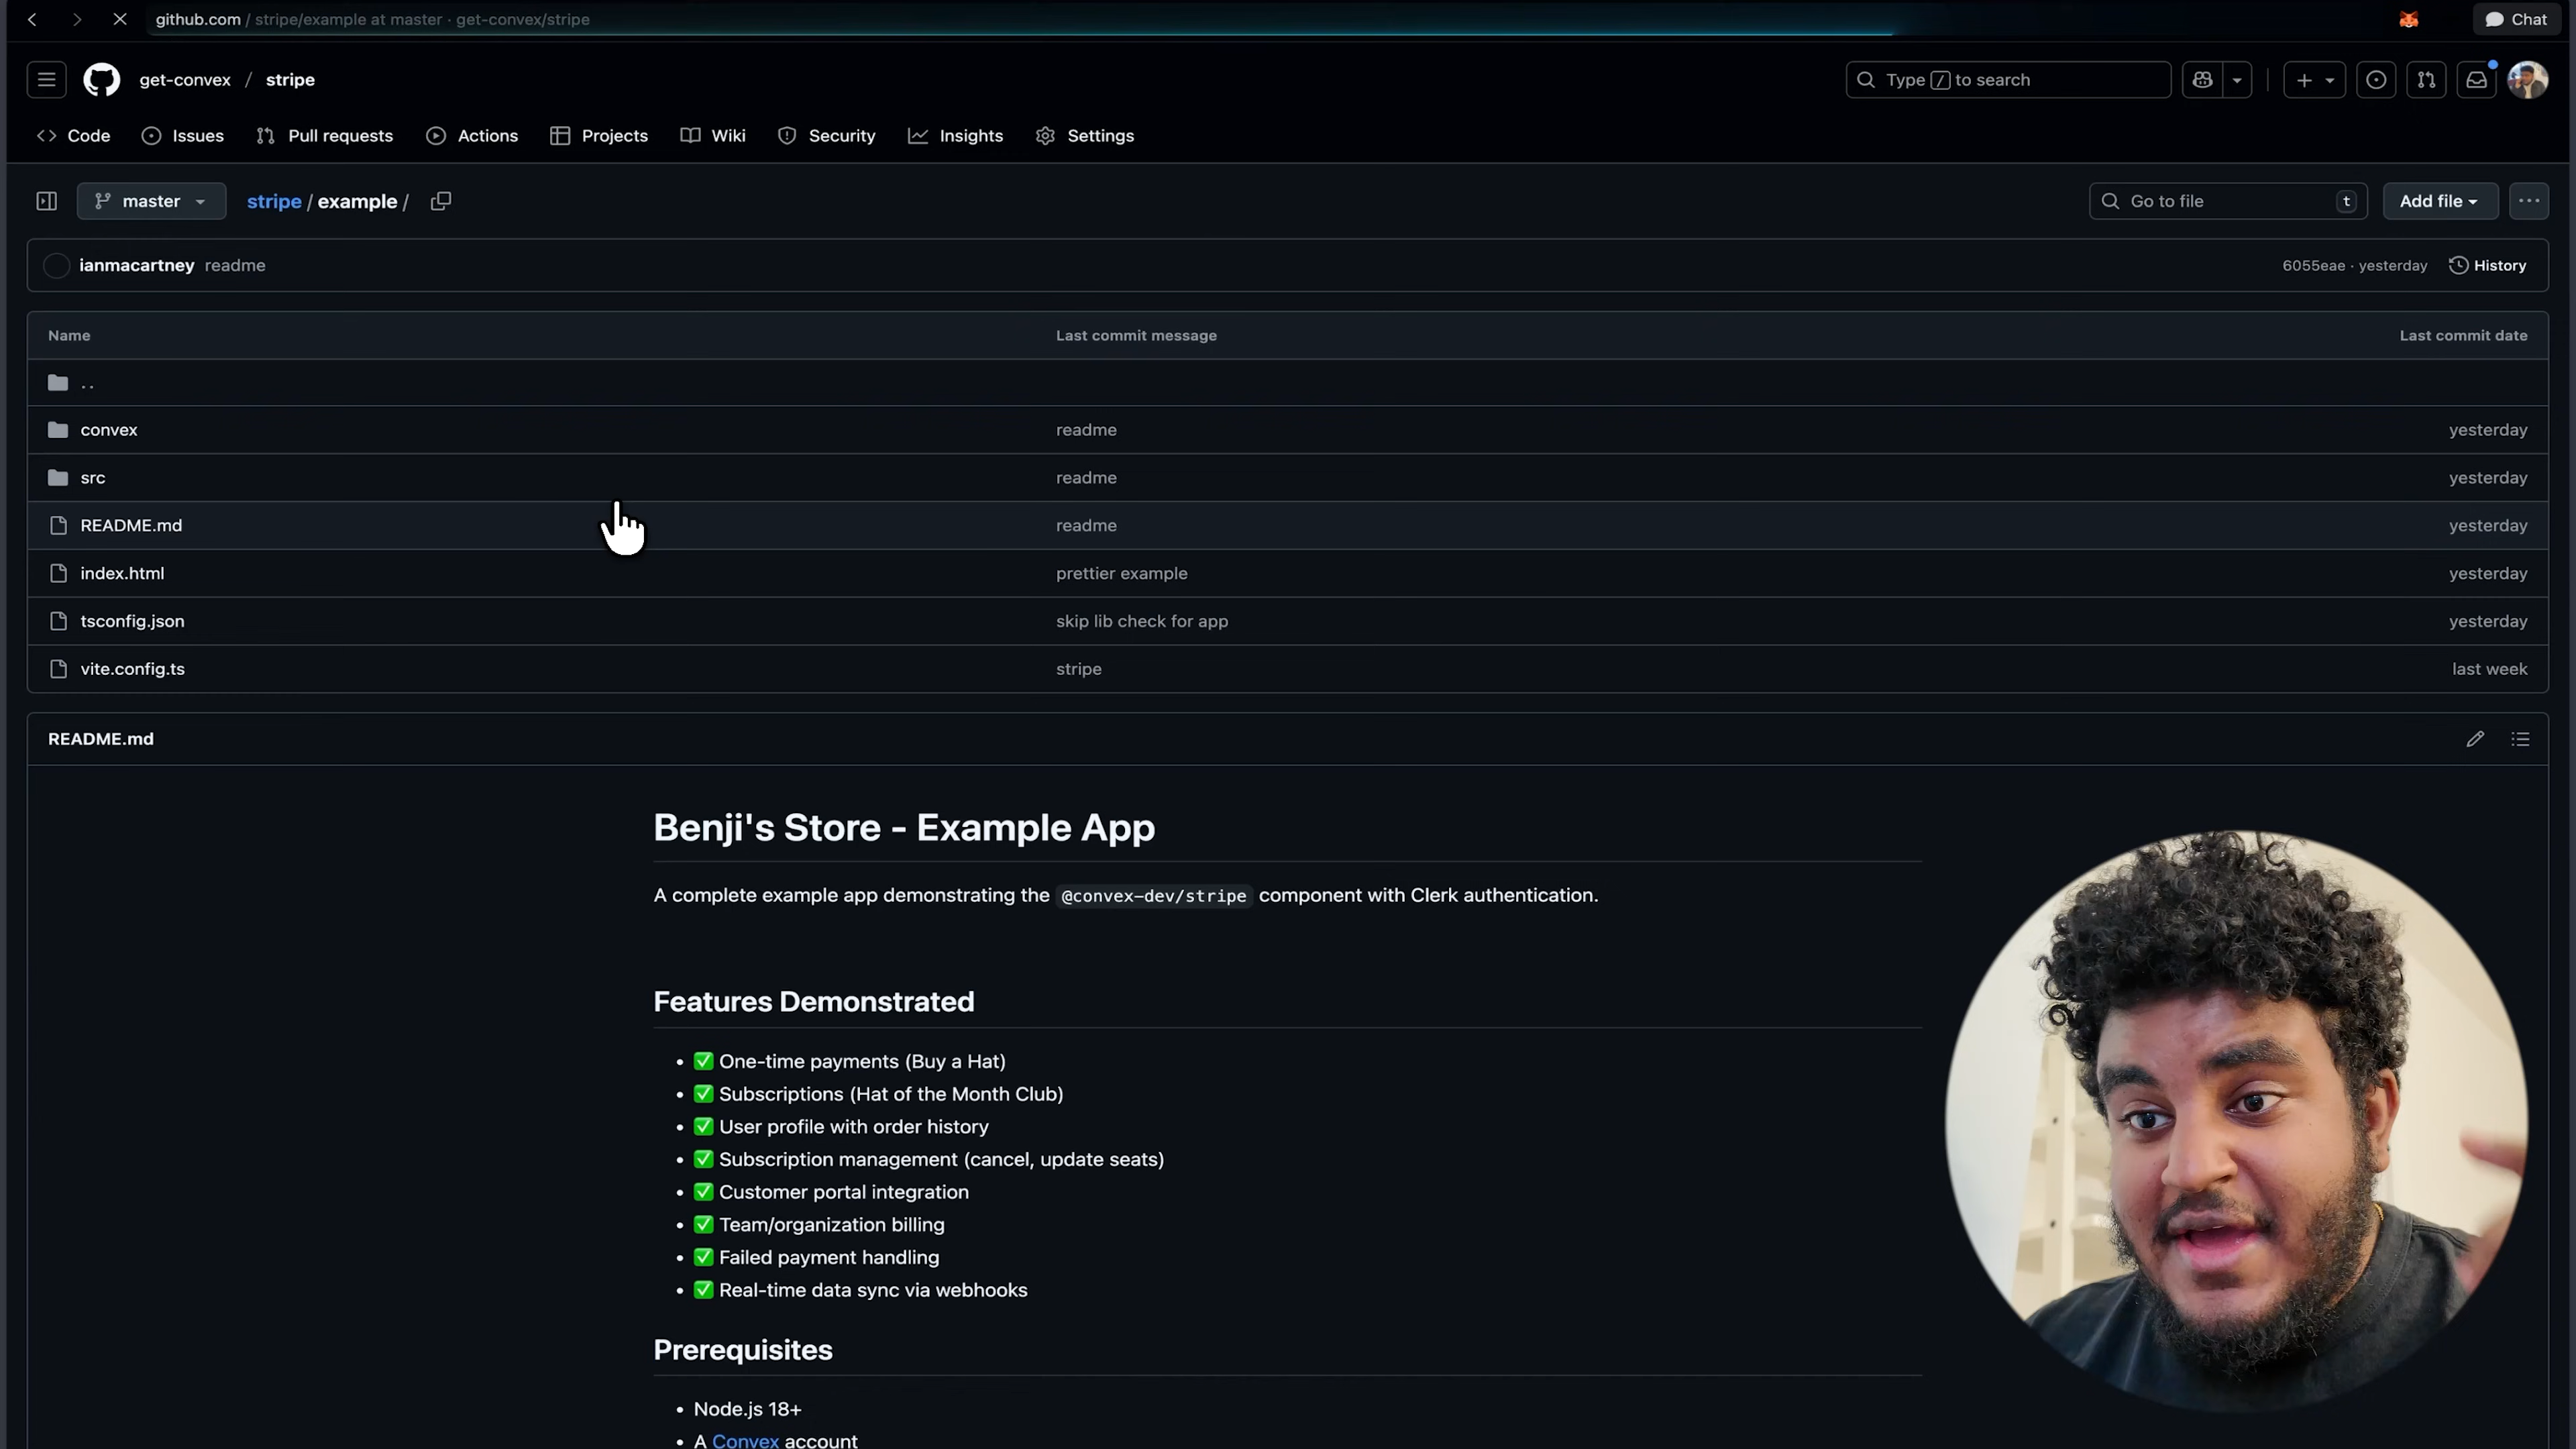 github.com / stripe/example at master · get-convex/stripe
Chat
get-convex / stripe
Type / to search
Code Issues Pull requests Actions Projects Wiki Security Insights Settings
master stripe / example /
Go to file t Add file
ianmacartney readme 6055eae · yesterday History
Name Last commit message Last commit date
..
convex readme yesterday
src readme yesterday
README.md readme yesterday
index.html prettier example yesterday
tsconfig.json skip lib check for app yesterday
vite.config.ts stripe last week
README.md
Benji's Store - Example App
A complete example app demonstrating the @convex-dev/stripe component with Clerk authentication.
Features Demonstrated
• ✅ One-time payments (Buy a Hat)
• ✅ Subscriptions (Hat of the Month Club)
• ✅ User profile with order history
• ✅ Subscription management (cancel, update seats)
• ✅ Customer portal integration
• ✅ Team/organization billing
• ✅ Failed payment handling
• ✅ Real-time data sync via webhooks
Prerequisites
• Node.js 18+
• A Convex account